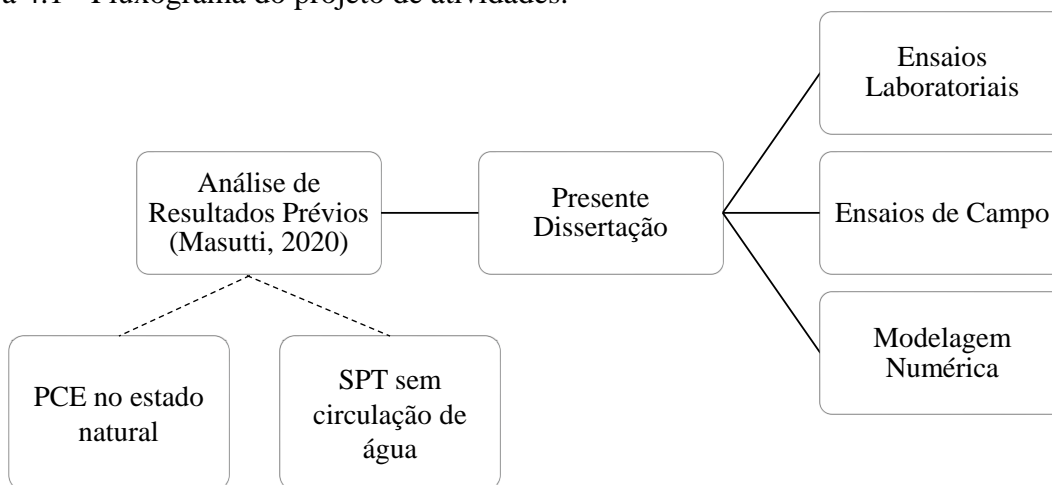 4.1 - Fluxograma do projeto de atividades.
Ensaios
Laboratoriais
Análise de
Resultados Prévios
(Masutti, 2020)
Presente
Dissertação
Ensaios de Campo
Modelagem
Numérica
PCE no estado
natural
SPT sem
circulação de
água